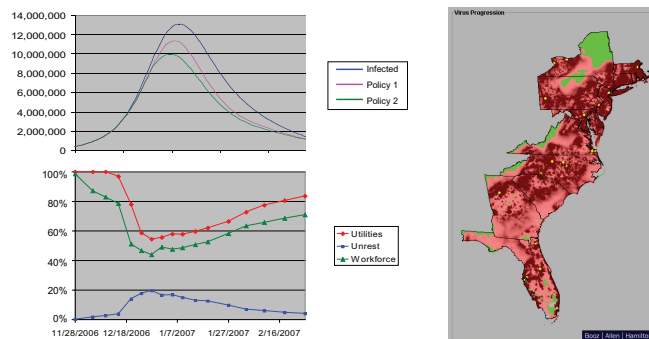 14,000,000
12,000,000
10,000,000
8,000,000
6,000,000
4,000,000
2,000,000
0
Infected
Policy 1
Policy 2
100%
80%
60%
40%
20%
0%
11/28/2006 12/18/2006 1/7/2007 1/27/2007 2/16/2007
Utilities
Unrest
Workforce
Virus Progression
Booz | Allen | Hamilto